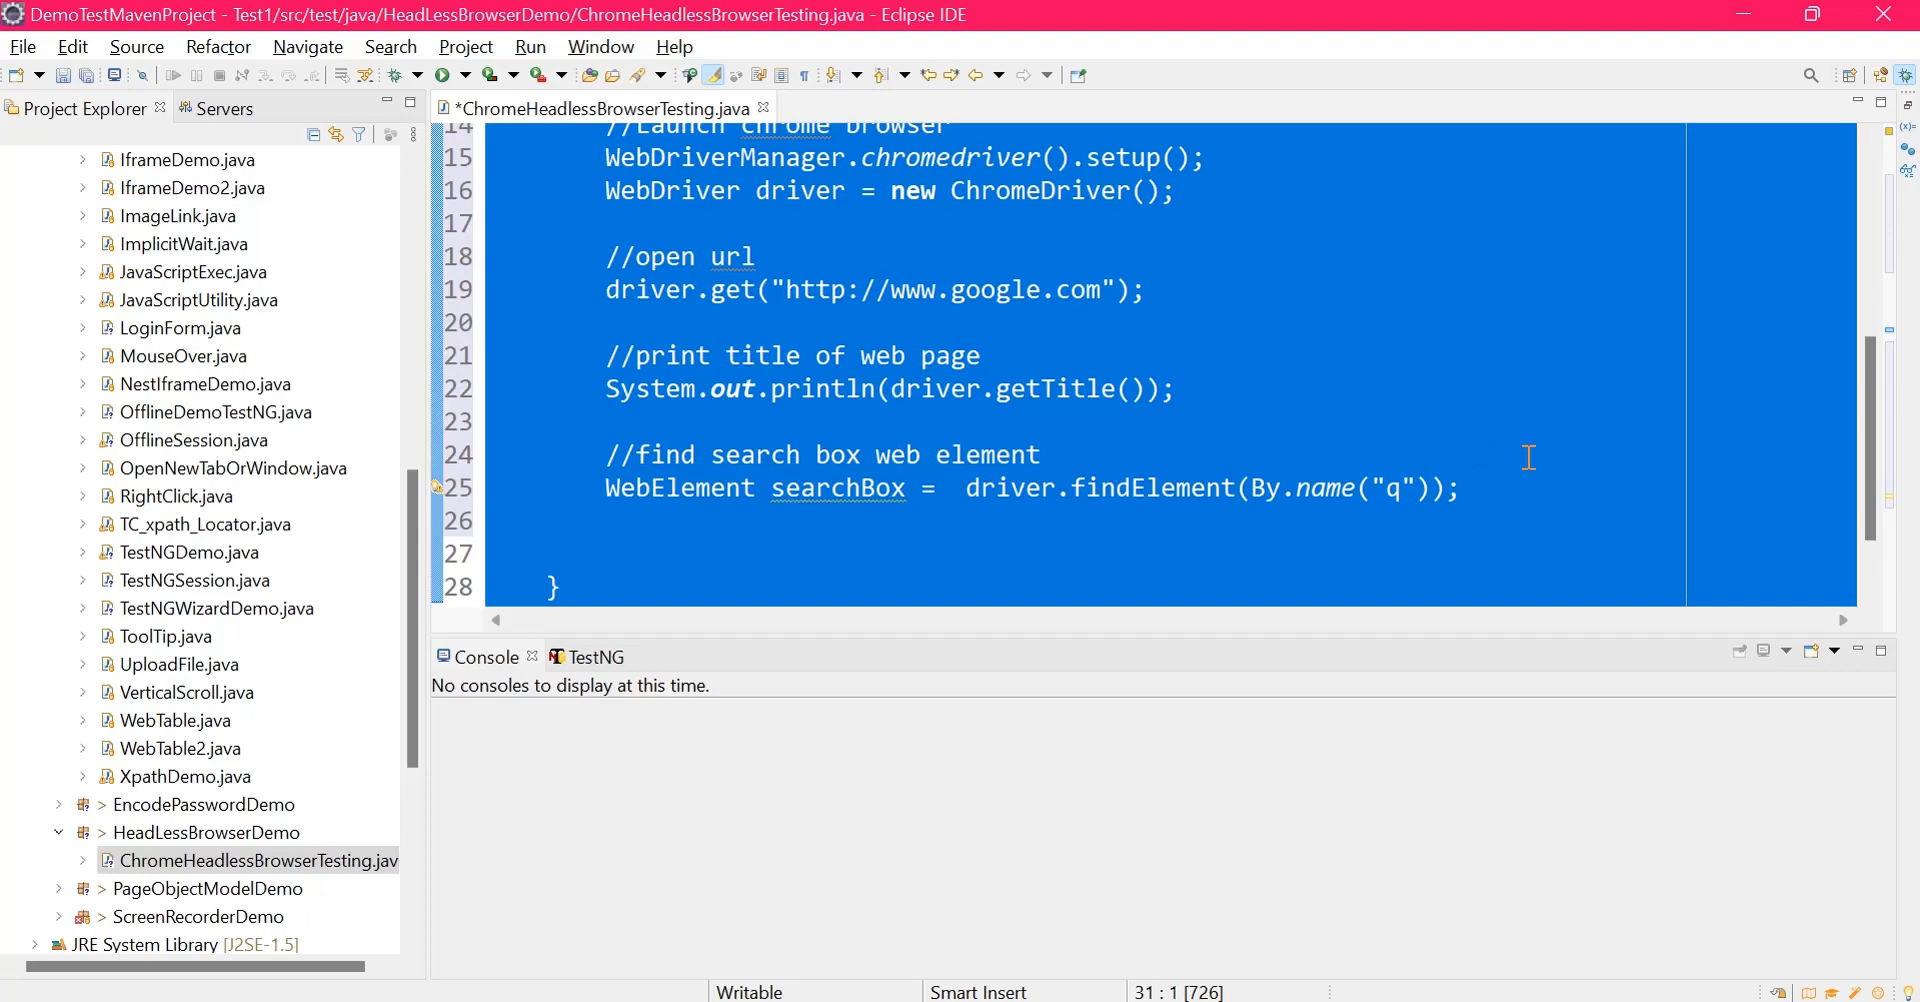 DemoTestMavenProject - Test1/src/test/java/HeadLessBrowserDemo/ChromeHeadlessBrowserTesting.java - Eclipse IDE
File Edit Source Refactor Navigate Search Project Run Window Help
Project Explorer Servers
*ChromeHeadlessBrowserTesting.java
IframeDemo.java
IframeDemo2.java
ImageLink.java
ImplicitWait.java
JavaScriptExec.java
JavaScriptUtility.java
LoginForm.java
MouseOver.java
NestIframeDemo.java
OfflineDemoTestNG.java
OfflineSession.java
OpenNewTabOrWindow.java
RightClick.java
TC_xpath_Locator.java
TestNGDemo.java
TestNGSession.java
TestNGWizardDemo.java
ToolTip.java
UploadFile.java
VerticalScroll.java
WebTable.java
WebTable2.java
XpathDemo.java
> EncodePasswordDemo
> HeadLessBrowserDemo
ChromeHeadlessBrowserTesting.jav
> PageObjectModelDemo
> ScreenRecorderDemo
JRE System Library [J2SE-1.5]
14 //Launch chrome browser
15 WebDriverManager.chromedriver().setup();
16 WebDriver driver = new ChromeDriver();
17
18 //open url
19 driver.get("http://www.google.com");
20
21 //print title of web page
22 System.out.println(driver.getTitle());
23
24 //find search box web element
25 WebElement searchBox =  driver.findElement(By.name("q"));
26
27
28 }
Console TestNG
No consoles to display at this time.
Writable Smart Insert 31 : 1 [726]